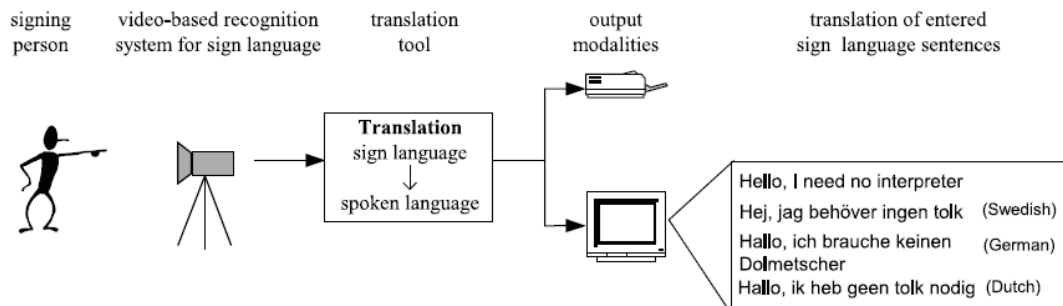 signing
person
video-based recognition
system for sign language
translation
tool
output
modalities
translation of entered
sign language sentences
Translation
sign language
spoken language
Hello, I need no interpreter
Hej, jag behöver ingen tolk (Swedish)
Hallo, ich brauche keinen (German)
Dolmetscher
Hallo, ik heb geen tolk nodig (Dutch)